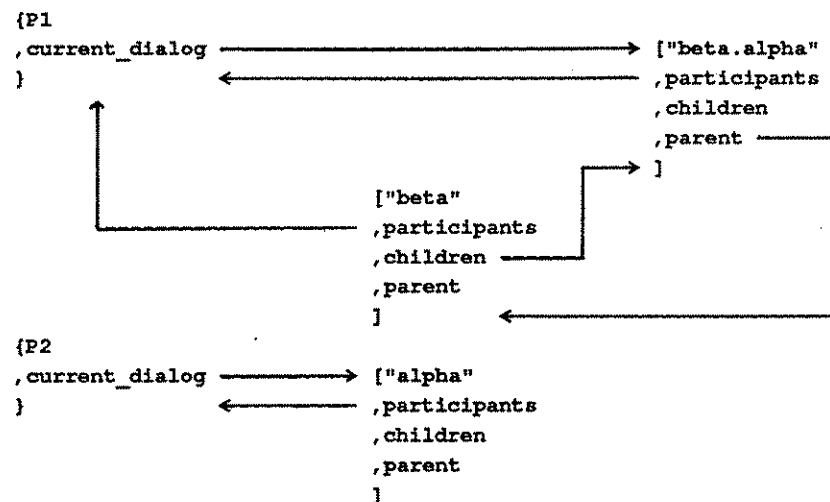 {P1
,current_dialog
}
["beta.alpha"
,participants
,children
,parent
]
["beta"
,participants
,children
,parent
]
{P2
,current_dialog
}
["alpha"
,participants
,children
,parent
]